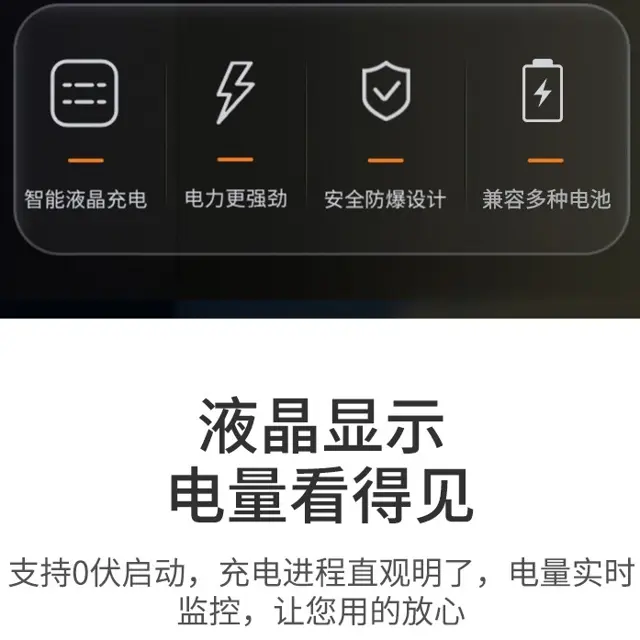 智能液晶充电
电力更强劲
安全防爆设计
兼容多种电池
液晶显示
电量看得见
支持0伏启动，充电进程直观明了，电量实时
监控，让您用的放心